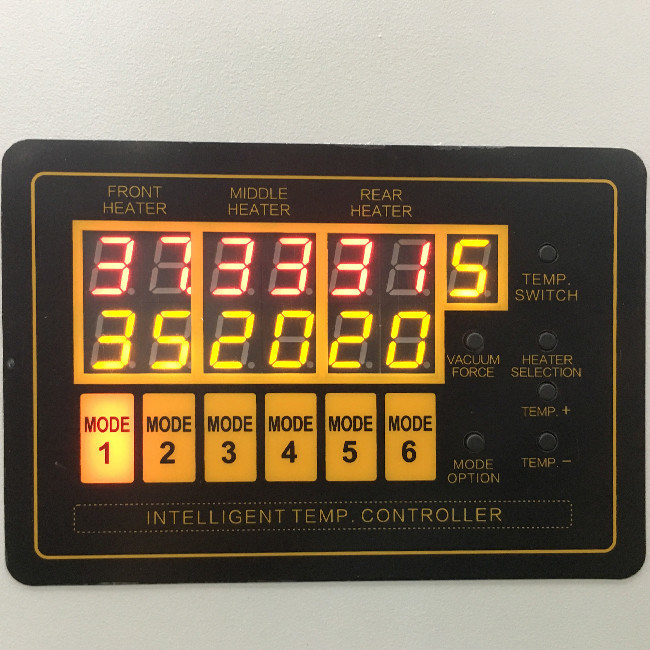 FRONT HEATER
MIDDLE HEATER
REAR HEATER
37 33 31 5
35 20 20
TEMP. SWITCH
VACUUM FORCE
HEATER SELECTION
TEMP. +
MODE 1
MODE 2
MODE 3
MODE 4
MODE 5
MODE 6
MODE OPTION
TEMP. −
INTELLIGENT TEMP. CONTROLLER